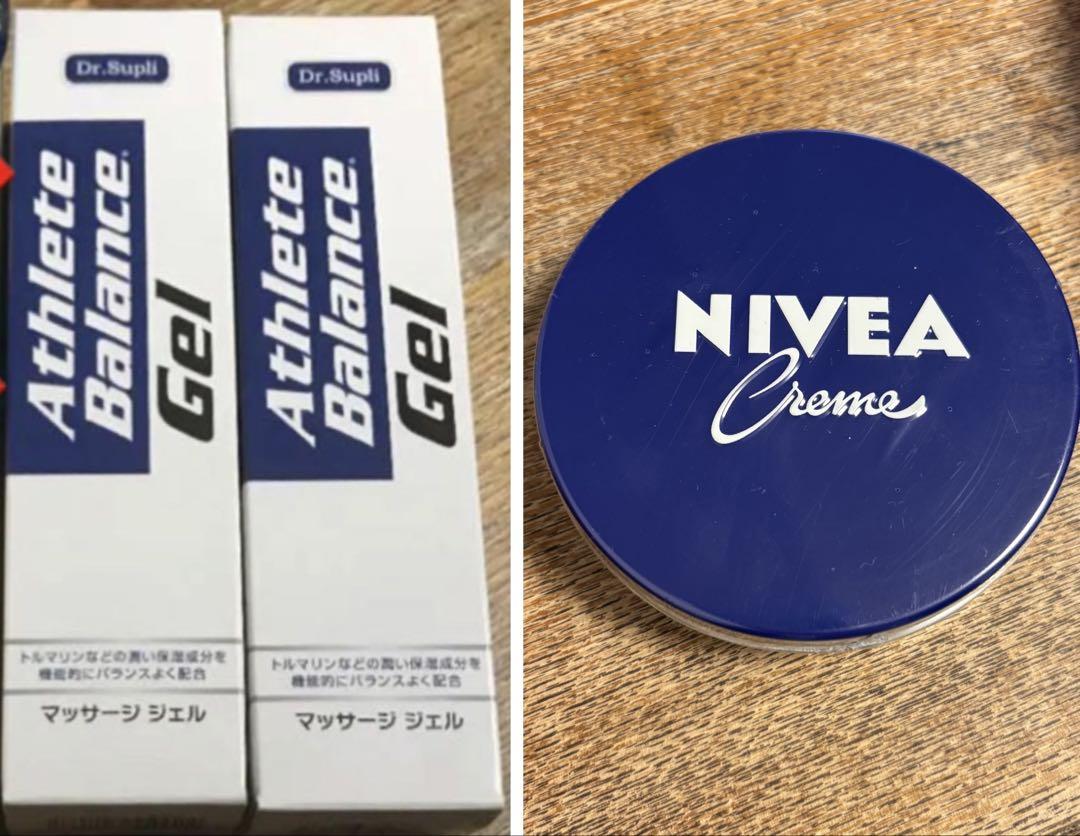 Dr.Supli
Athlete
Balance
Gel
トルマリンなどの潤い保湿成分を
機能的にバランスよく配合
マッサージ ジェル
Dr.Supli
Athlete
Balance
Gel
トルマリンなどの潤い保湿成分を
機能的にバランスよく配合
マッサージ ジェル
NIVEA
Creme